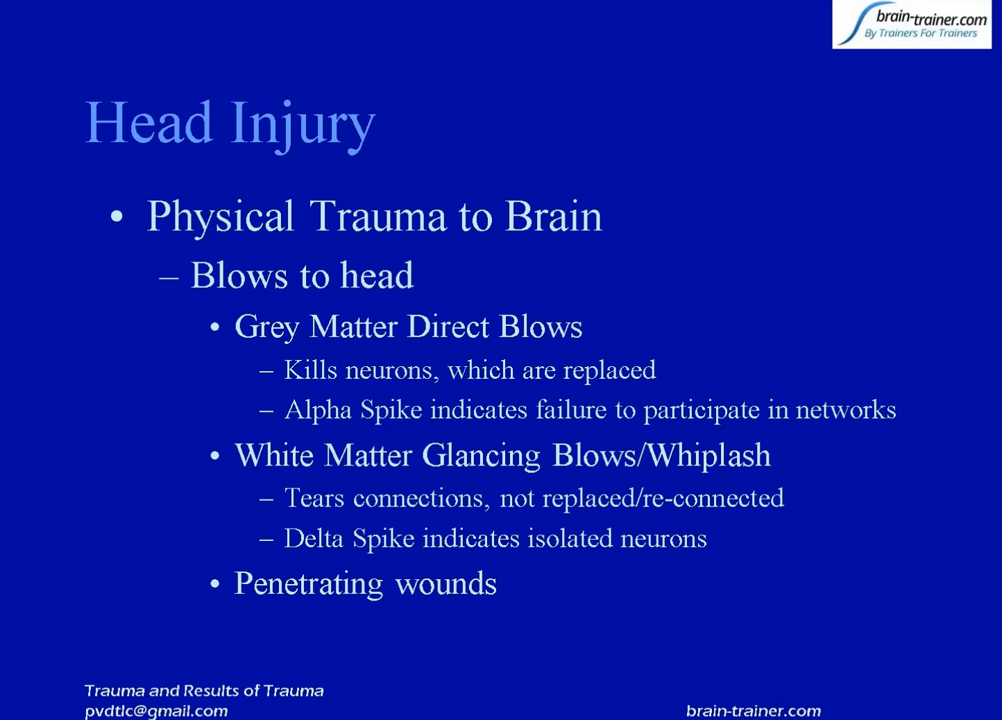 brain-trainer.com
By Trainers For Trainers
Head Injury
• Physical Trauma to Brain
– Blows to head
• Grey Matter Direct Blows
– Kills neurons, which are replaced
– Alpha Spike indicates failure to participate in networks
• White Matter Glancing Blows/Whiplash
– Tears connections, not replaced/re-connected
– Delta Spike indicates isolated neurons
• Penetrating wounds
Trauma and Results of Trauma
pvdtlc@gmail.com
brain-trainer.com